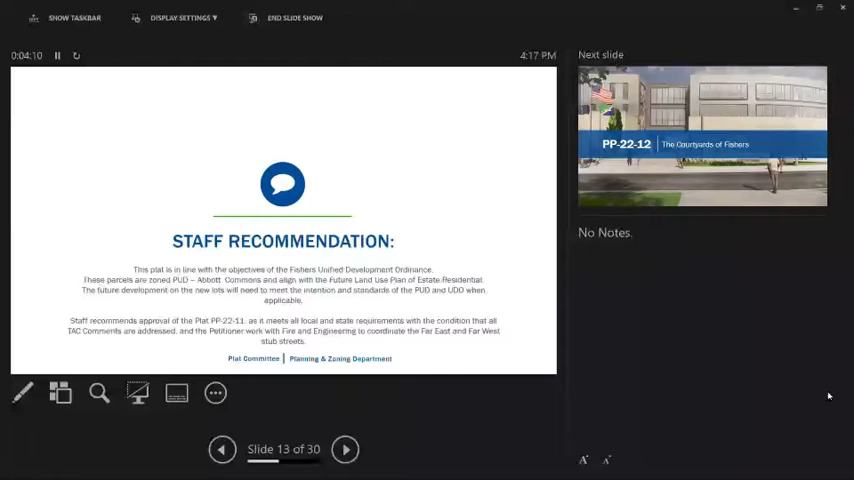 SHOW TASKBAR
DISPLAY SETTINGS ▼
END SLIDE SHOW
0:04:10
4:17 PM
STAFF RECOMMENDATION:
This plat is in line with the objectives of the Fishers Unified Development Ordinance.
These parcels are zoned PUD – Abbott Commons and align with the Future Land Use Plan of Estate Residential.
The future development on the new lots will need to meet the intention and standards of the PUD and UDO when
applicable.
Staff recommends approval of the Plat PP-22-11, as it meets all local and state requirements with the condition that all
TAC Comments are addressed, and the Petitioner work with Fire and Engineering to coordinate the Far East and Far West
stub streets.
Plat Committee | Planning & Zoning Department
Slide 13 of 30
Next slide
PP-22-12 | The Courtyards of Fishers
No Notes.
A A